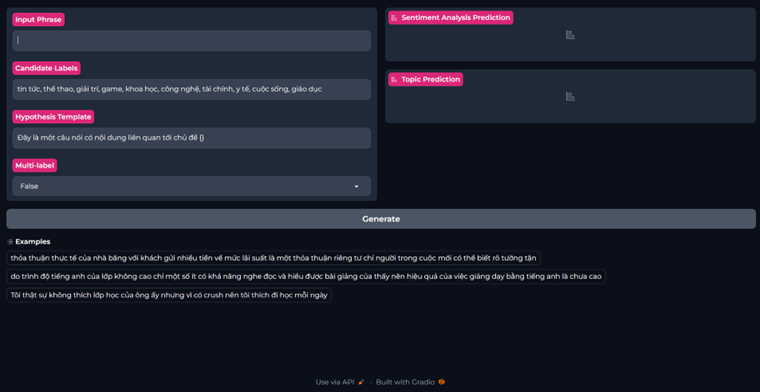 Input Phrase
Candidate Labels
tin tức, thể thao, giải trí, game, khoa học, công nghệ, tài chính, y tế, cuộc sống, giáo dục
Hypothesis Template
Đây là một câu nói có nội dung liên quan tới chủ đề {}
Multi-label
False
Sentiment Analysis Prediction
Topic Prediction
Generate
Examples
thỏa thuận thực tế của nhà băng với khách gửi nhiều tiền về mức lãi suất là một thỏa thuận riêng tư chỉ người trong cuộc mới có thể biết rõ tường tận
do trình độ tiếng anh của lớp không cao chỉ một số ít có khả năng nghe đọc và hiểu được bài giảng của thầy nên hiệu quả của việc giảng dạy bằng tiếng anh là chưa cao
Tôi thật sự không thích lớp học của ông ấy nhưng vì có crush nên tôi thích đi học mỗi ngày
Use via API · Built with Gradio